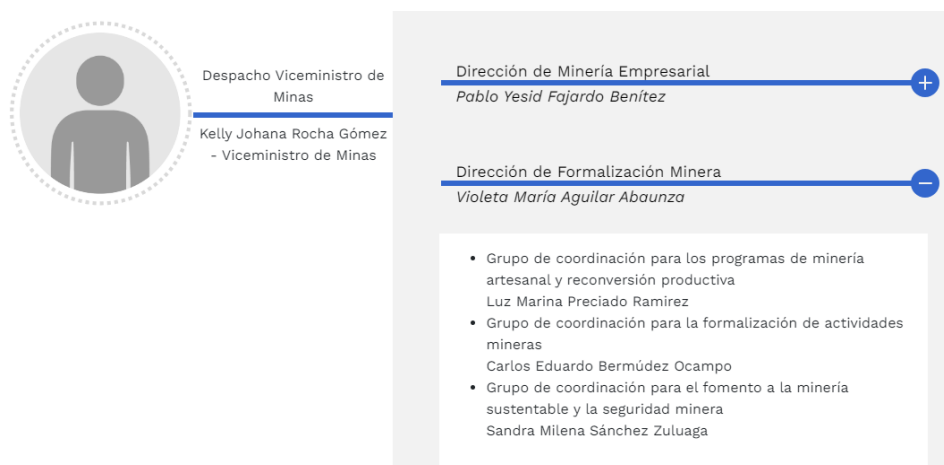 Despacho Viceministro de
Minas
Kelly Johana Rocha Gómez
- Viceministro de Minas
Dirección de Minería Empresarial
Pablo Yesid Fajardo Benítez
Dirección de Formalización Minera
Violeta María Aguilar Abaunza
• Grupo de coordinación para los programas de minería
artesanal y reconversión productiva
Luz Marina Preciado Ramirez
• Grupo de coordinación para la formalización de actividades
mineras
Carlos Eduardo Bermúdez Ocampo
• Grupo de coordinación para el fomento a la minería
sustentable y la seguridad minera
Sandra Milena Sánchez Zuluaga